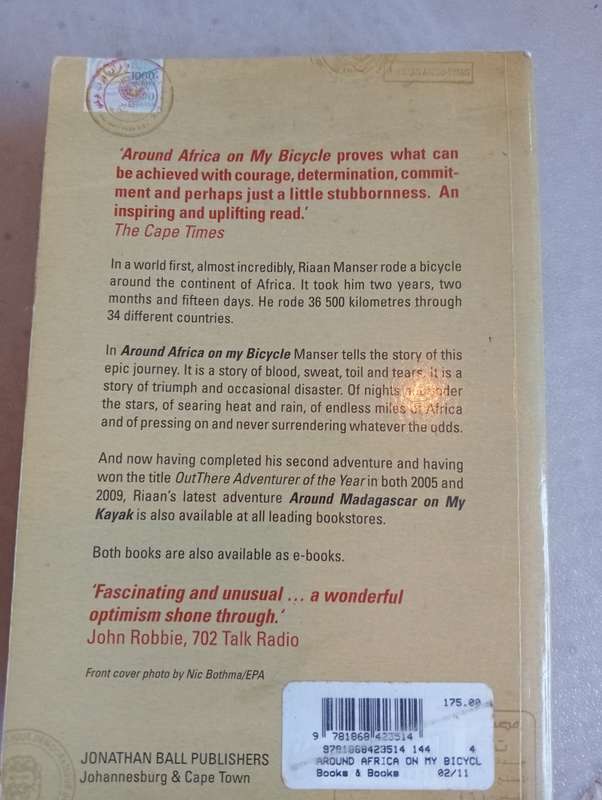 1000
'Around Africa on My Bicycle proves what can
be achieved with courage, determination, commit-
ment and perhaps just a little stubbornness. An
inspiring and uplifting read.'
The Cape Times
In a world first, almost incredibly, Riaan Manser rode a bicycle
around the continent of Africa. It took him two years, two
months and fifteen days. He rode 36 500 kilometres through
34 different countries.
In Around Africa on my Bicycle Manser tells the story of this
epic journey. It is a story of blood, sweat, toil and tears. It is a
story of triumph and occasional disaster. Of nights under
the stars, of searing heat and rain, of endless miles of Africa
and of pressing on and never surrendering whatever the odds.
And now having completed his second adventure and having
won the title OutThere Adventurer of the Year in both 2005 and
2009, Riaan's latest adventure Around Madagascar on My
Kayak is also available at all leading bookstores.
Both books are also available as e-books.
'Fascinating and unusual ... a wonderful
optimism shone through.'
John Robbie, 702 Talk Radio
Front cover photo by Nic Bothma/EPA
JONATHAN BALL PUBLISHERS
Johannesburg & Cape Town
175.00
9 781868 423514
9781868423514 144 4
AROUND AFRICA ON MY BICYCL
Books & Books 02/11